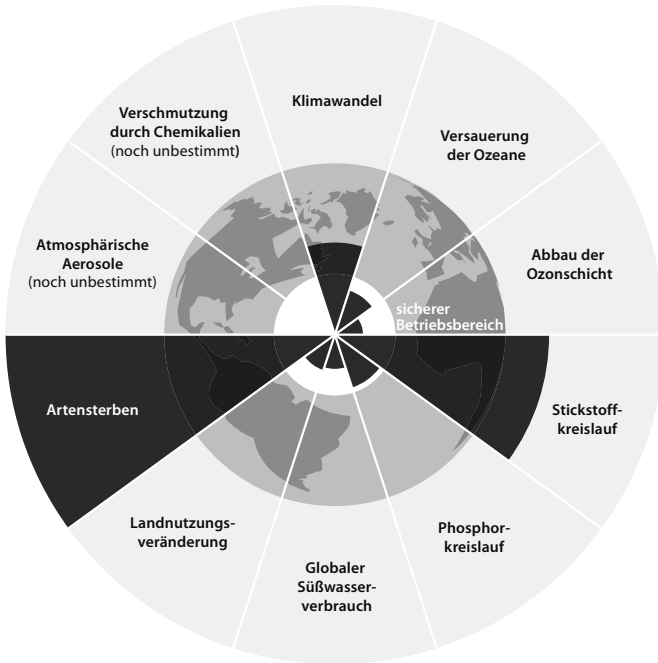 Klimawandel
Versauerung
der Ozeane
Abbau der
Ozonschicht
Stickstoff-
kreislauf
Phosphor-
kreislauf
Globaler
Süßwasser-
verbrauch
Landnutzungs-
veränderung
Artensterben
Atmosphärische
Aerosole
(noch unbestimmt)
Verschmutzung
durch Chemikalien
(noch unbestimmt)
sicherer
Betriebsbereich